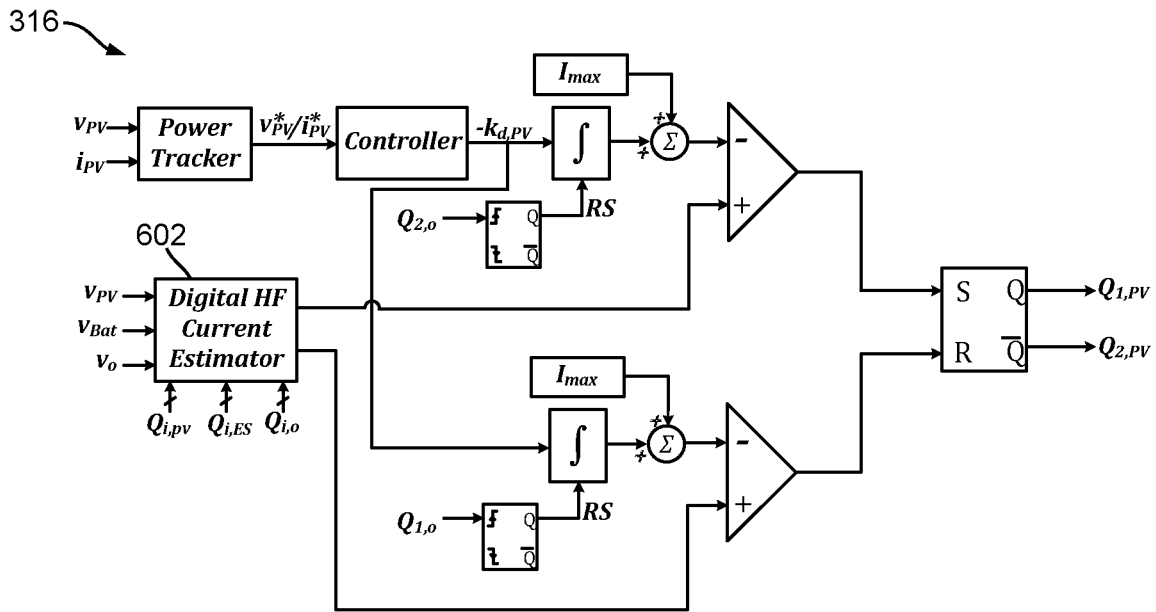 316
I_max
v_PV
i_PV
Power
Tracker
v*_PV/i*_PV
Controller
-k_d,PV
∫
+
+
Σ
-
+
RS
Q_2,o
Q
Q̅
602
v_PV
v_Bat
v_o
Digital HF
Current
Estimator
Q_i,pv
Q_i,ES
Q_i,o
S
R
Q
Q̅
Q_1,PV
Q_2,PV
I_max
∫
+
+
Σ
-
+
RS
Q_1,o
Q
Q̅